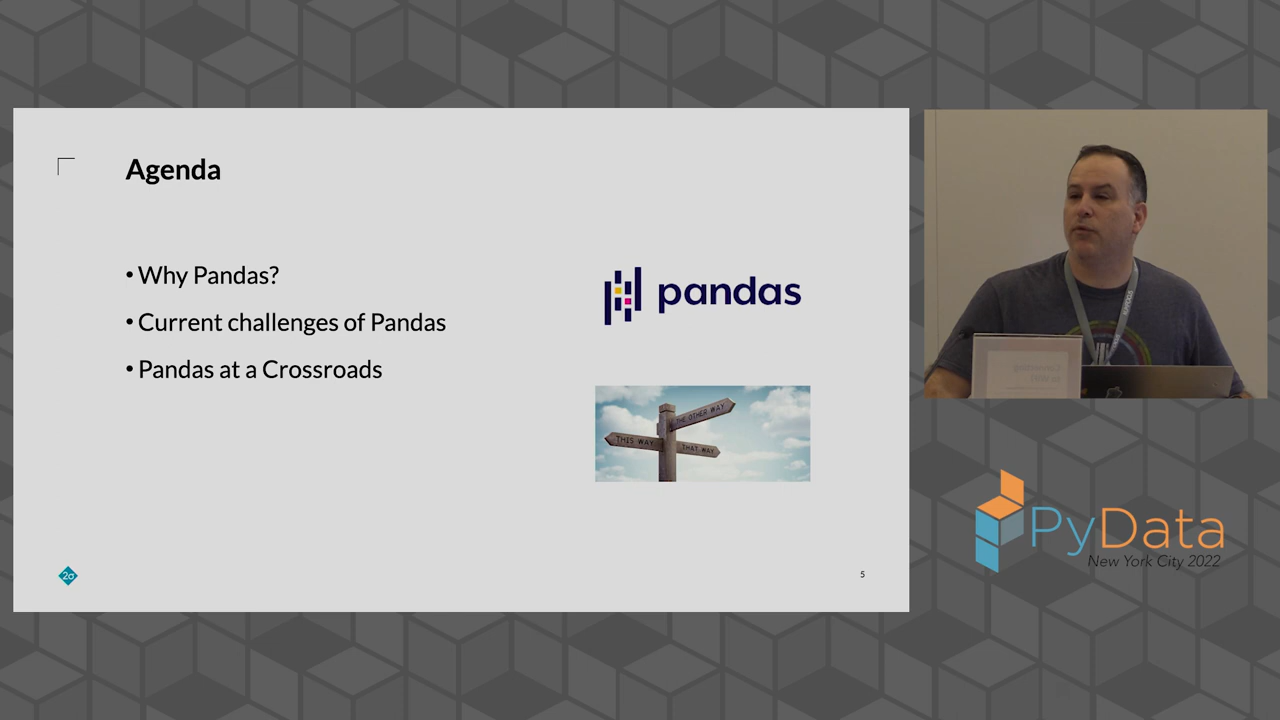 Agenda
• Why Pandas?
• Current challenges of Pandas
• Pandas at a Crossroads
pandas
THE OTHER WAY
THIS WAY
THAT WAY
2σ
5
PyData
New York City 2022